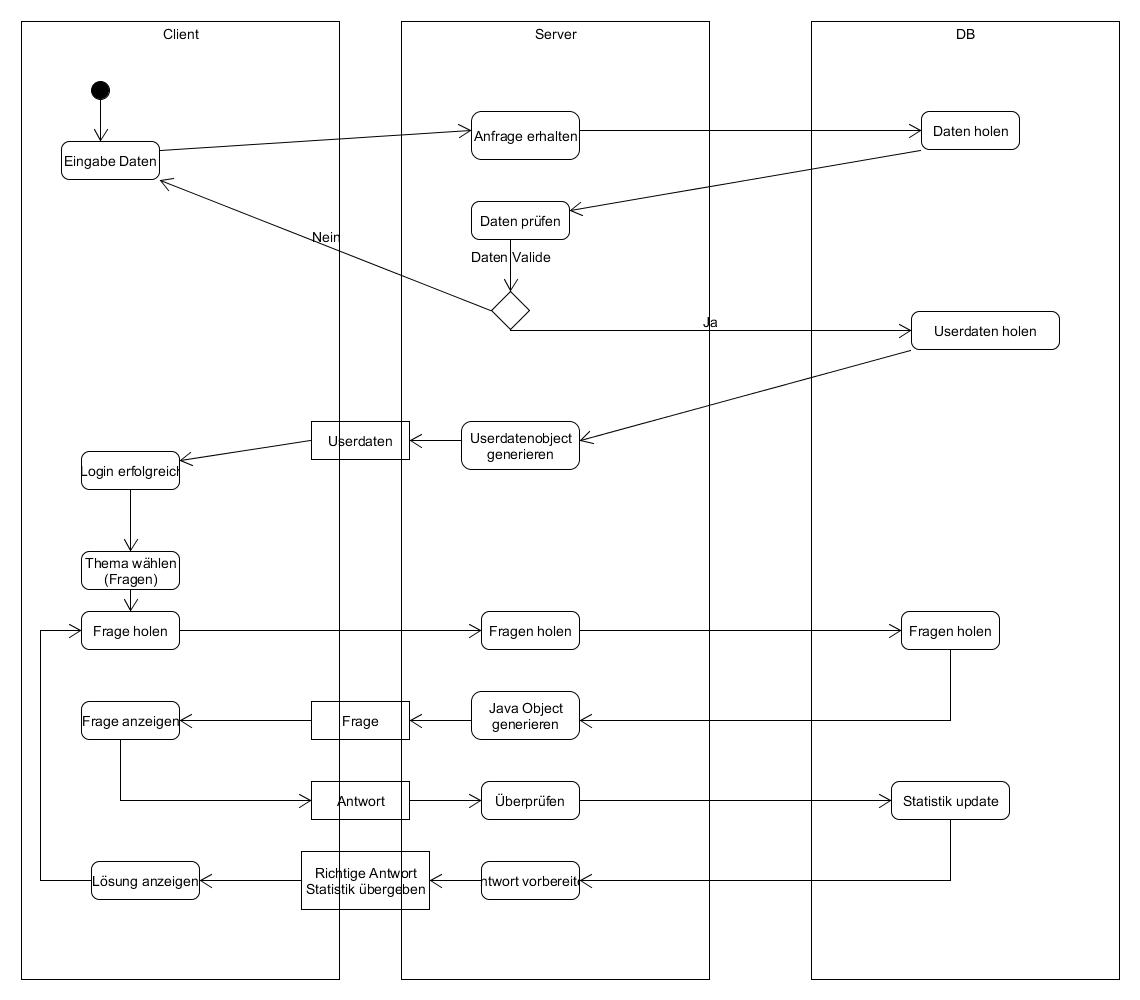 Client
Server
DB
Eingabe Daten
Anfrage erhalten
Daten holen
Daten prüfen
Nein
Daten Valide
Ja
Userdaten holen
Userdaten
Userdatenobject
generieren
Login erfolgreich
Thema wählen
(Fragen)
Frage holen
Fragen holen
Fragen holen
Frage anzeigen
Frage
Java Object
generieren
Antwort
Überprüfen
Statistik update
Lösung anzeigen
Richtige Antwort
Statistik übergeben
ntwort vorbereite